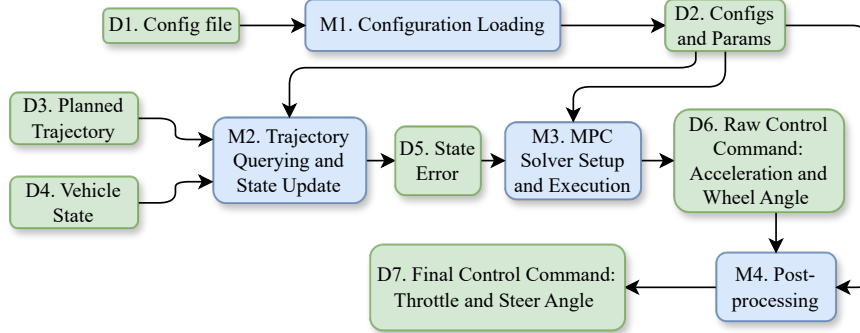 D1. Config file
M1. Configuration Loading
D2. Configs
and Params
D3. Planned
Trajectory
D4. Vehicle
State
M2. Trajectory
Querying and
State Update
D5. State
Error
M3. MPC
Solver Setup
and Execution
D6. Raw Control
Command:
Acceleration and
Wheel Angle
D7. Final Control Command:
Throttle and Steer Angle
M4. Post-
processing